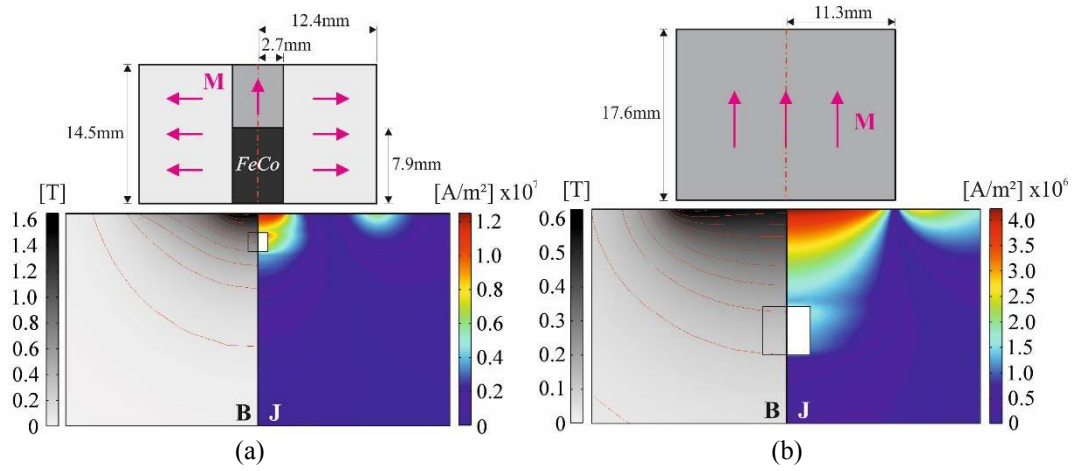 12.4mm
2.7mm
M
14.5mm
FeCo
7.9mm
[T]
[A/m²] x10⁷
1.6
1.4
1.2
1
0.8
0.6
0.4
0.2
0
B
J
1.2
1.0
0.8
0.6
0.4
0.2
0
(a)
11.3mm
17.6mm
M
[T]
[A/m²] x10⁶
0.6
0.5
0.4
0.3
0.2
0.1
0
B
J
4.0
3.5
3.0
2.5
2.0
1.5
1.0
0.5
0
(b)